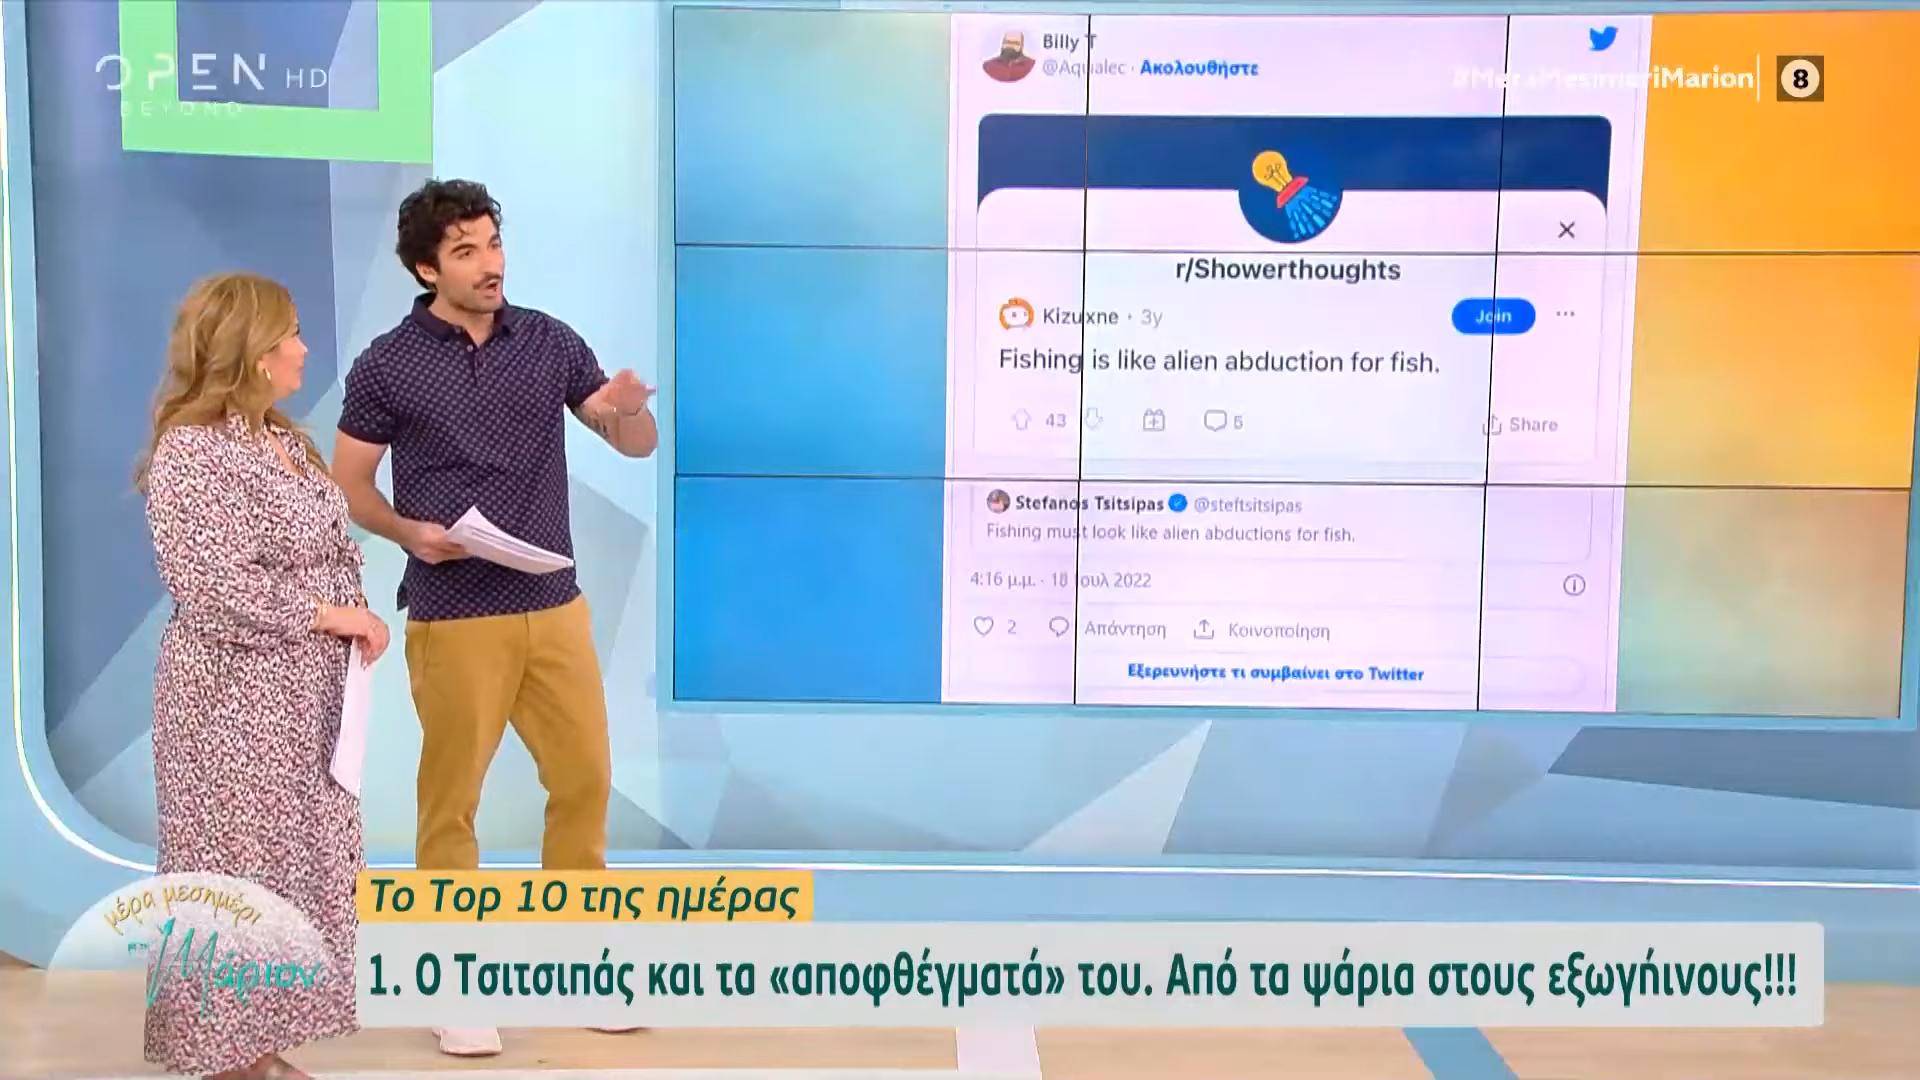 OPEN HD
BEYOND
#MeraMesimeriMarion
8
Billy T
@Aqualec · Ακολουθήστε
r/Showerthoughts
Kizuxne · 3y
Join
Fishing is like alien abduction for fish.
43
5
Share
Stefanos Tsitsipas @steftsitsipas
Fishing must look like alien abductions for fish.
4:16 μ.μ. · 18 Ιουλ 2022
2 Απάντηση Κοινοποίηση
Εξερευνήστε τι συμβαίνει στο Twitter
Το Top 10 της ημέρας
μέρα μεσημέρι
με τη
Μάριον
1. Ο Τσιτσιπάς και τα «αποφθέγματά» του. Από τα ψάρια στους εξωγήινους!!!